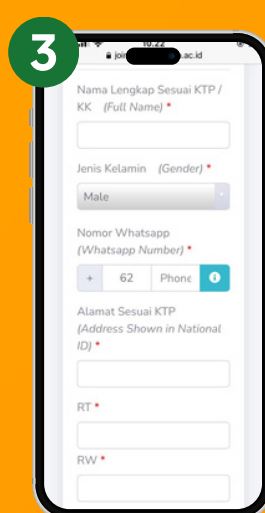 3
10.22
join .ac.id
Nama Lengkap Sesuai KTP /
KK (Full Name) *
Jenis Kelamin (Gender) *
Male
Nomor Whatsapp
(Whatsapp Number) *
+ 62 Phone
Alamat Sesuai KTP
(Address Shown in National
ID) *
RT *
RW *